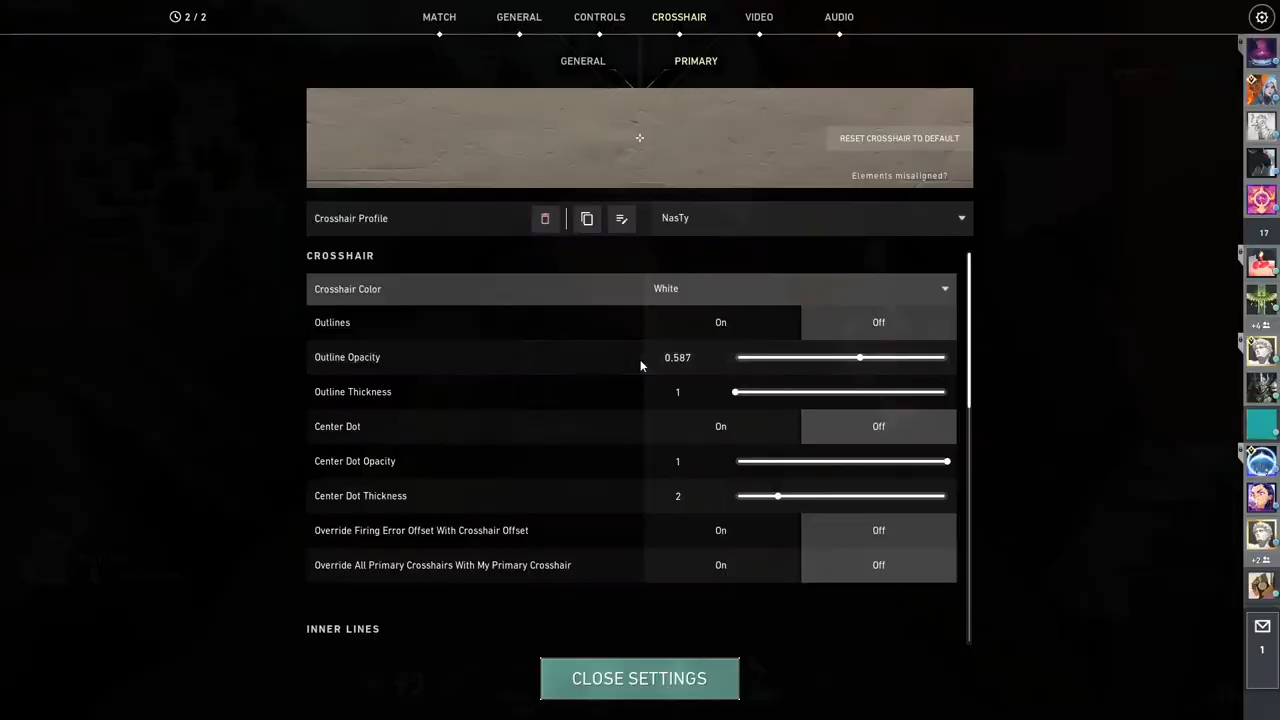 2 / 2
MATCH GENERAL CONTROLS CROSSHAIR VIDEO AUDIO
GENERAL PRIMARY
RESET CROSSHAIR TO DEFAULT
Elements misaligned?
Crosshair Profile NasTy
CROSSHAIR
Crosshair Color White
Outlines On Off
Outline Opacity 0.587
Outline Thickness 1
Center Dot On Off
Center Dot Opacity 1
Center Dot Thickness 2
Override Firing Error Offset With Crosshair Offset On Off
Override All Primary Crosshairs With My Primary Crosshair On Off
INNER LINES
CLOSE SETTINGS
17
+4
+2
1